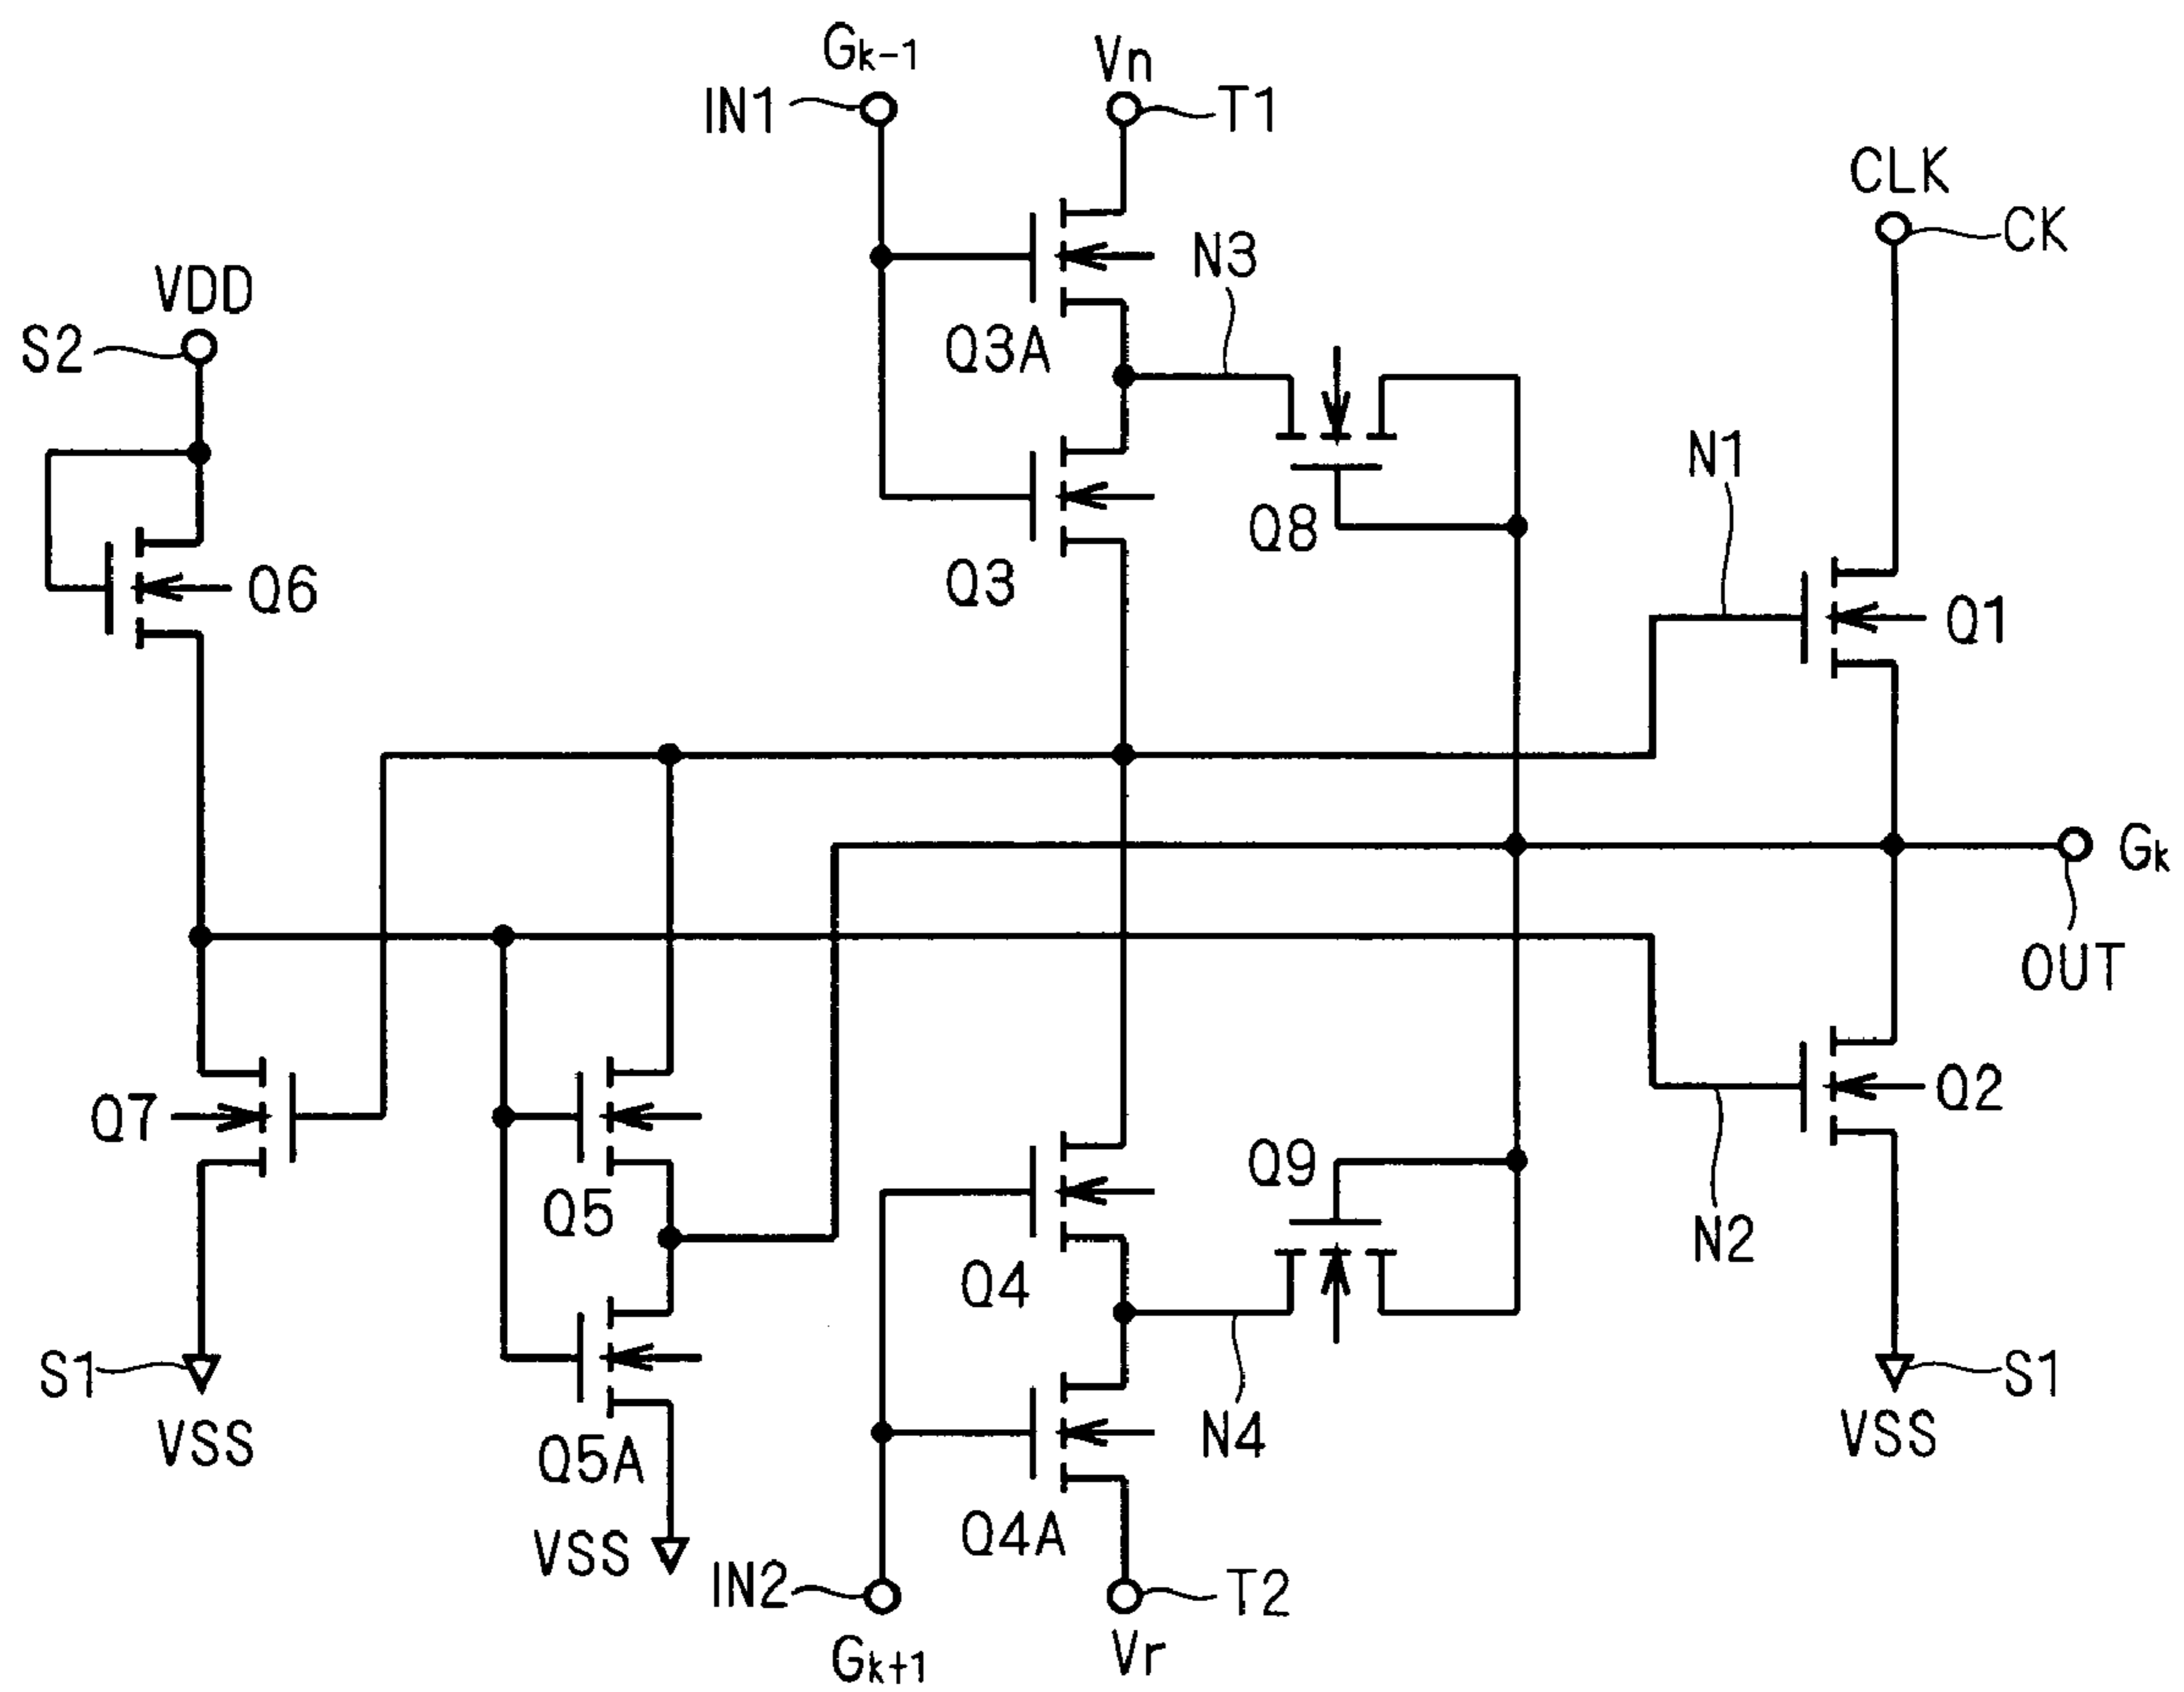 Gk-1
Vn
IN1
T1
CLK
CK
N3
VDD
S2
Q3A
N1
Q8
Q3
Q6
Q1
Gk
OUT
Q7
Q2
Q9
Q5
N2
Q4
S1
S1
VSS
N4
VSS
Q5A
Q4A
VSS
IN2
T2
Gk+1
Vr